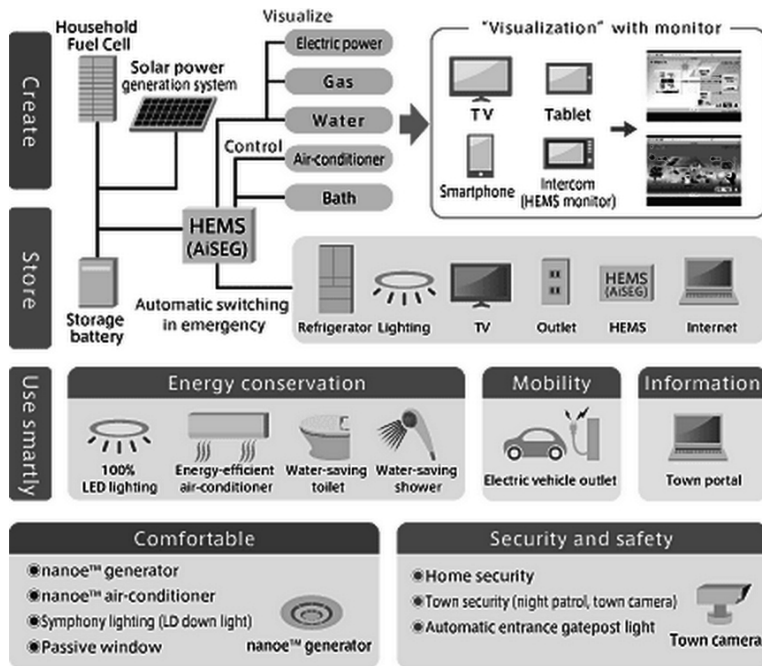 Create
Household
Fuel Cell
Solar power
generation system
Visualize
Electric power
Gas
Water
Control
Air-conditioner
Bath
HEMS
(AiSEG)
"Visualization" with monitor
TV
Tablet
Smartphone
Intercom
(HEMS monitor)
Store
Storage
battery
Automatic switching
in emergency
HEMS
(AiSEG)
Refrigerator
Lighting
TV
Outlet
HEMS
Internet
Use smartly
Energy conservation
100%
LED lighting
Energy-efficient
air-conditioner
Water-saving
toilet
Water-saving
shower
Mobility
Electric vehicle outlet
Information
Town portal
Comfortable
◉nanoe™ generator
◉nanoe™ air-conditioner
◉Symphony lighting (LD down light)
◉Passive window
nanoe™ generator
Security and safety
◉Home security
◉Town security (night patrol, town camera)
◉Automatic entrance gatepost light
Town camera